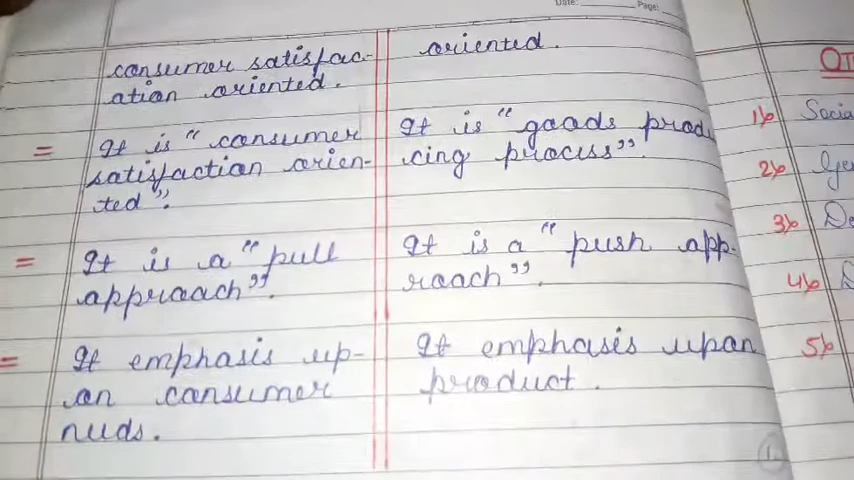 Date: Page:
consumer satisfac-
ation oriented.
oriented.
= It is "consumer
satisfaction orien-
ted".
It is "goods produ
cing process".
= It is a "pull
approach".
It is a "push app-
roach".
= It emphasis up-
on consumer
needs.
It emphasis upon
product.
1)
2)
3)
4)
5)